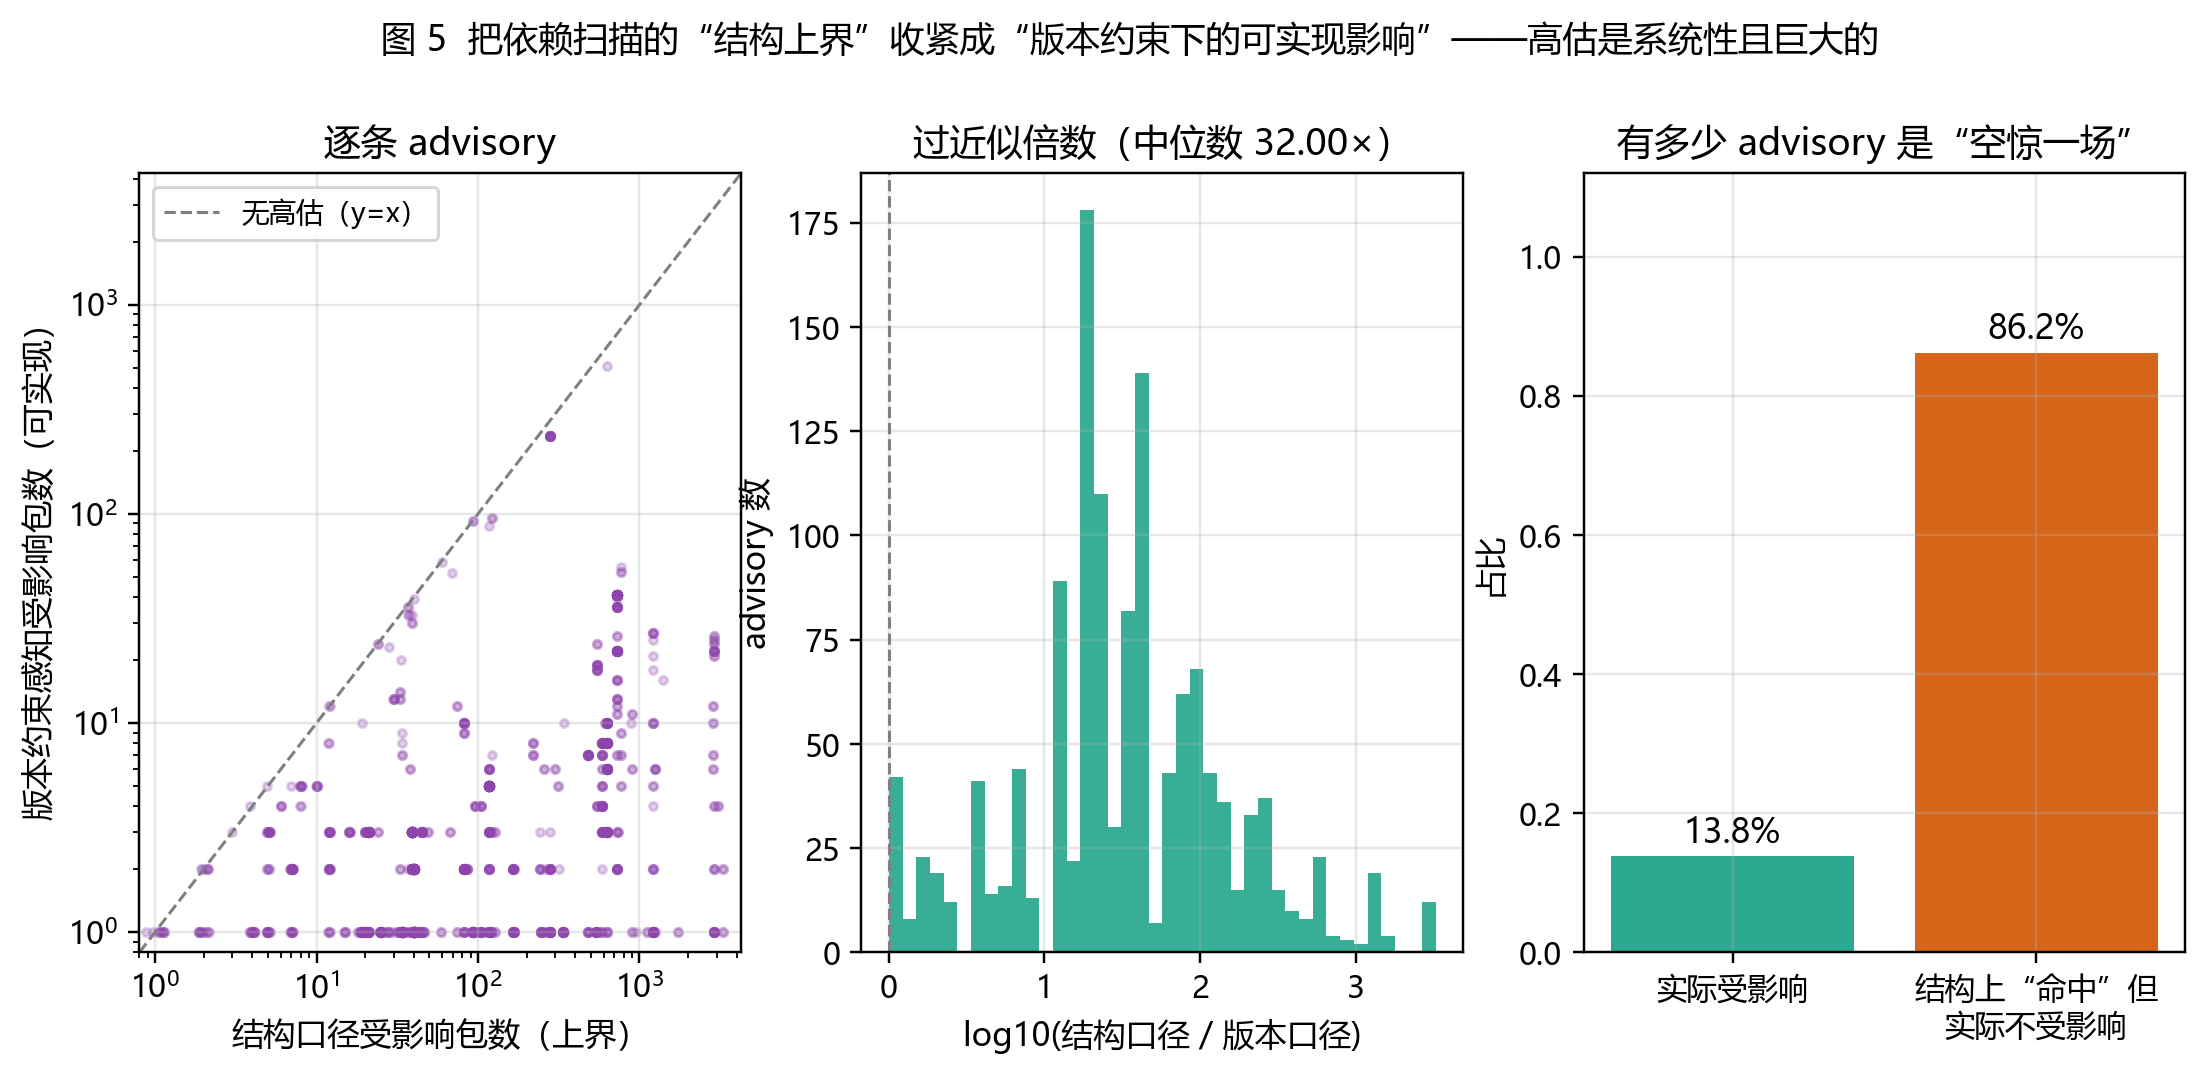 图 5 把依赖扫描的“结构上界”收紧成“版本约束下的可实现影响”——高估是系统性且巨大的
逐条 advisory
无高估（y=x）
版本约束感知受影响包数（可实现）
10³
10²
10¹
10⁰
10⁰ 10¹ 10² 10³
结构口径受影响包数（上界）
过近似倍数（中位数 32.00×）
advisory 数
175
150
125
100
75
50
25
0
0 1 2 3
log10(结构口径 / 版本口径)
有多少 advisory 是“空惊一场”
占比
1.0
0.8
0.6
0.4
0.2
0.0
13.8%
86.2%
实际受影响
结构上“命中”但
实际不受影响